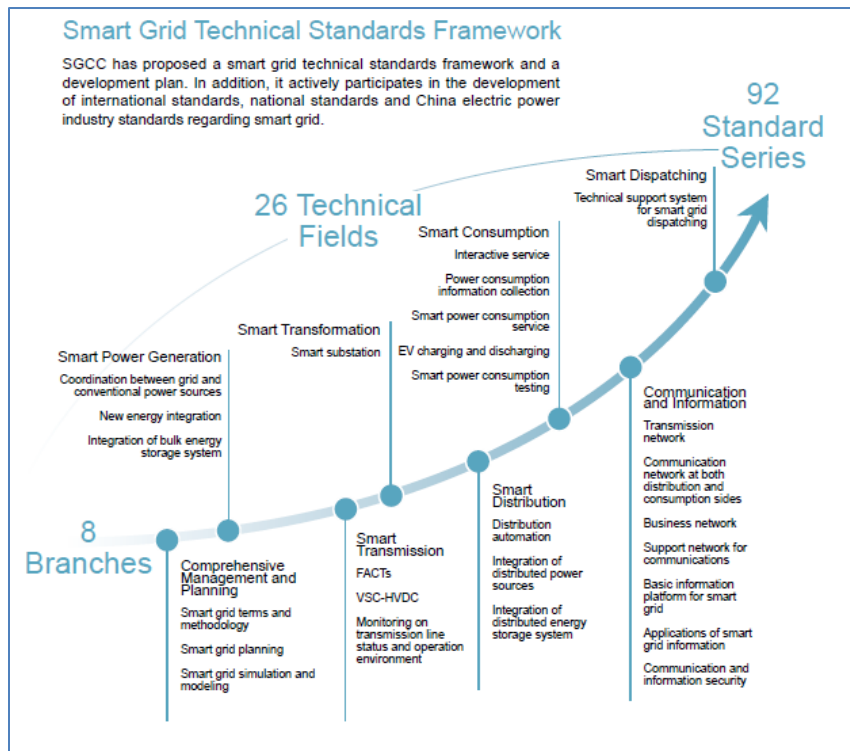 Smart Grid Technical Standards Framework
SGCC has proposed a smart grid technical standards framework and a
development plan. In addition, it actively participates in the development
of international standards, national standards and China electric power
industry standards regarding smart grid.
92
Standard
Series
26 Technical
Fields
8
Branches
Comprehensive
Management and
Planning
Smart grid terms and
methodology
Smart grid planning
Smart grid simulation and
modeling
Smart Power Generation
Coordination between grid and
conventional power sources
New energy integration
Integration of bulk energy
storage system
Smart
Transmission
FACTs
VSC-HVDC
Monitoring on
transmission line
status and operation
environment
Smart Transformation
Smart substation
Smart
Distribution
Distribution
automation
Integration of
distributed power
sources
Integration of
distributed energy
storage system
Smart Consumption
Interactive service
Power consumption
information collection
Smart power consumption
service
EV charging and discharging
Smart power consumption
testing
Communication
and Information
Transmission
network
Communication
network at both
distribution and
consumption sides
Business network
Support network for
communications
Basic information
platform for smart
grid
Applications of smart
grid information
Communication and
information security
Smart Dispatching
Technical support system
for smart grid
dispatching